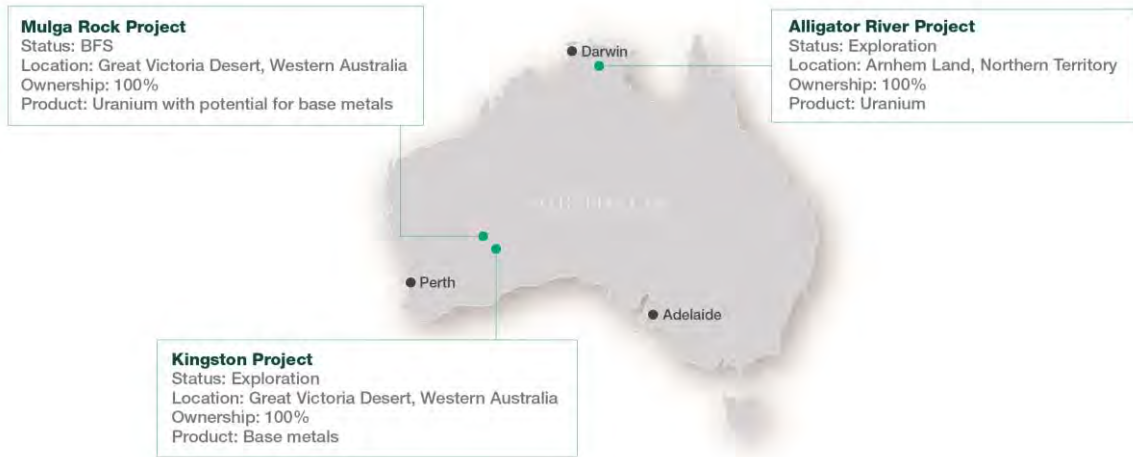 Mulga Rock Project
Status: BFS
Location: Great Victoria Desert, Western Australia
Ownership: 100%
Product: Uranium with potential for base metals
Alligator River Project
Status: Exploration
Location: Arnhem Land, Northern Territory
Ownership: 100%
Product: Uranium
Darwin
Perth
Adelaide
Kingston Project
Status: Exploration
Location: Great Victoria Desert, Western Australia
Ownership: 100%
Product: Base metals